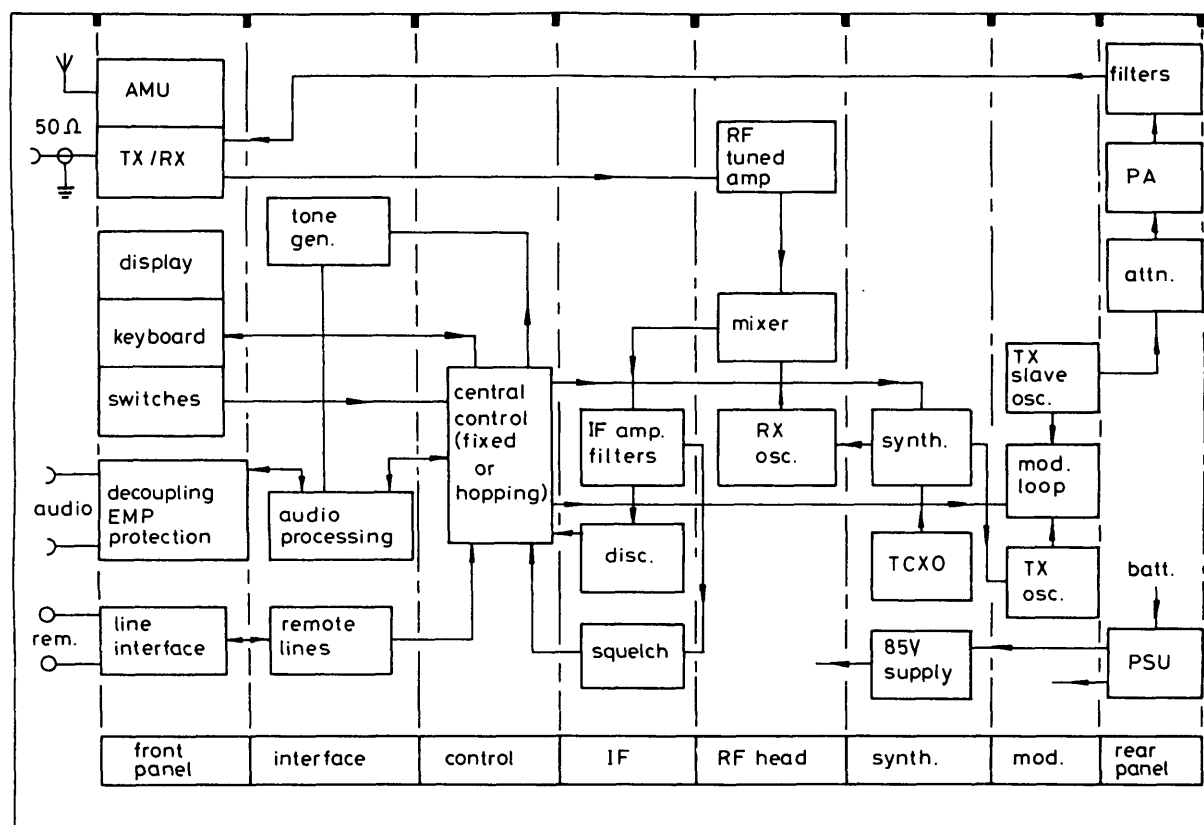 AMU
50Ω
TX/RX
display
keyboard
switches
audio
decoupling
EMP
protection
rem.
line
interface
tone
gen.
audio
processing
remote
lines
central
control
(fixed
or
hopping)
IF amp.
filters
disc.
squelch
RF
tuned
amp
mixer
RX
osc.
synth.
TCXO
85V
supply
TX
slave
osc.
mod.
loop
TX
osc.
filters
PA
attn.
batt.
PSU
front
panel
interface
control
IF
RF head
synth.
mod.
rear
panel